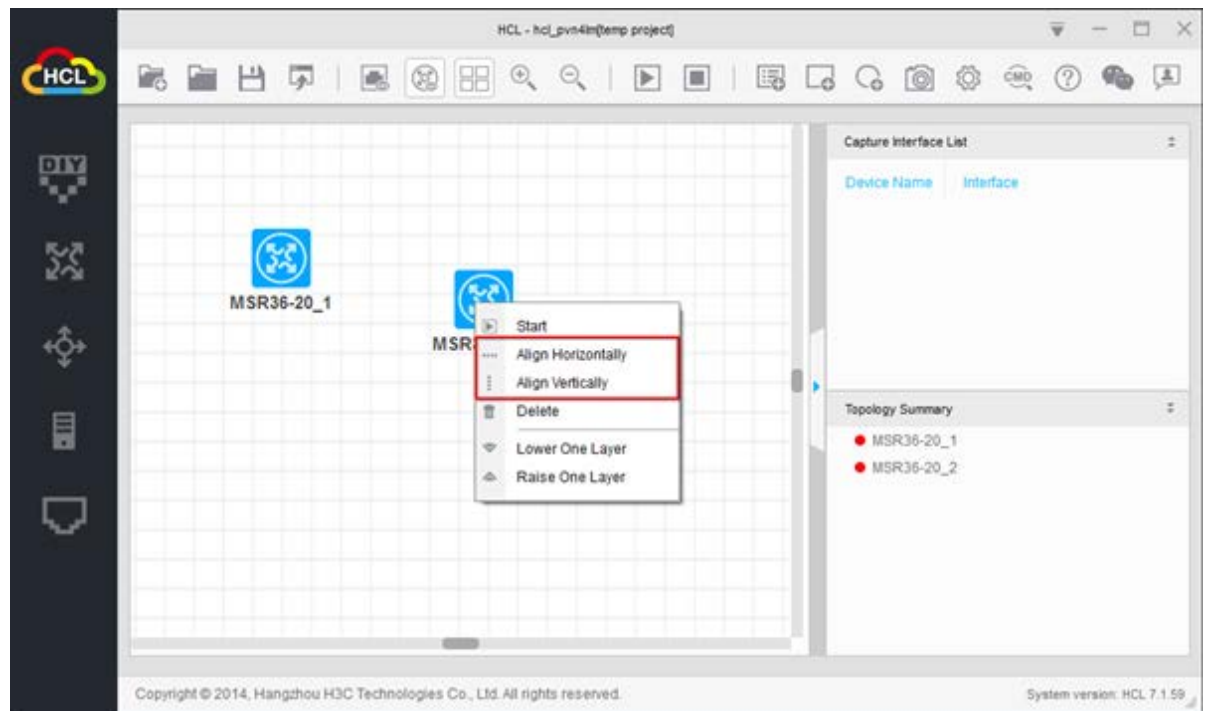 HCL - hcl_pvn4lm[temp project]
HCL
CMD
DIY
Capture Interface List
Device Name Interface
MSR36-20_1
MSR
Start
Align Horizontally
Align Vertically
Delete
Lower One Layer
Raise One Layer
Topology Summary
MSR36-20_1
MSR36-20_2
Copyright © 2014, Hangzhou H3C Technologies Co., Ltd. All rights reserved.
System version: HCL 7.1.59